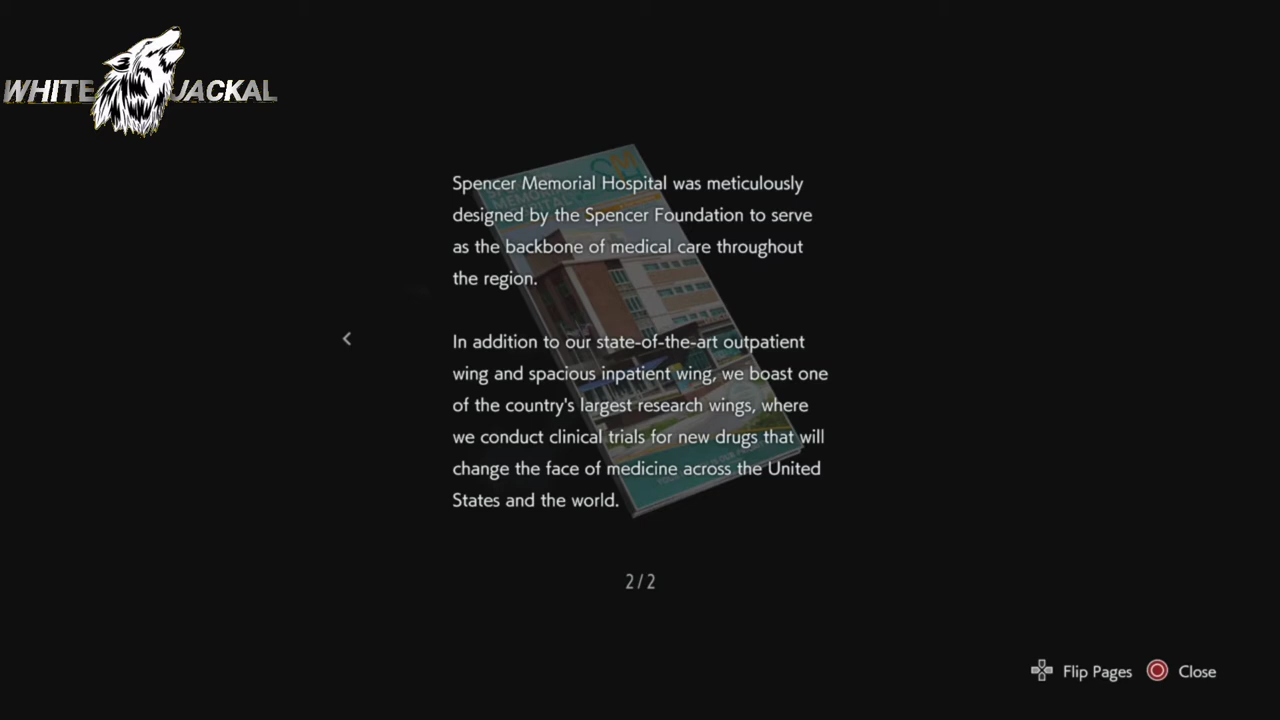 WHITE JACKAL
Spencer Memorial Hospital was meticulously
designed by the Spencer Foundation to serve
as the backbone of medical care throughout
the region.
In addition to our state-of-the-art outpatient
wing and spacious inpatient wing, we boast one
of the country's largest research wings, where
we conduct clinical trials for new drugs that will
change the face of medicine across the United
States and the world.
2/2
Flip Pages Close